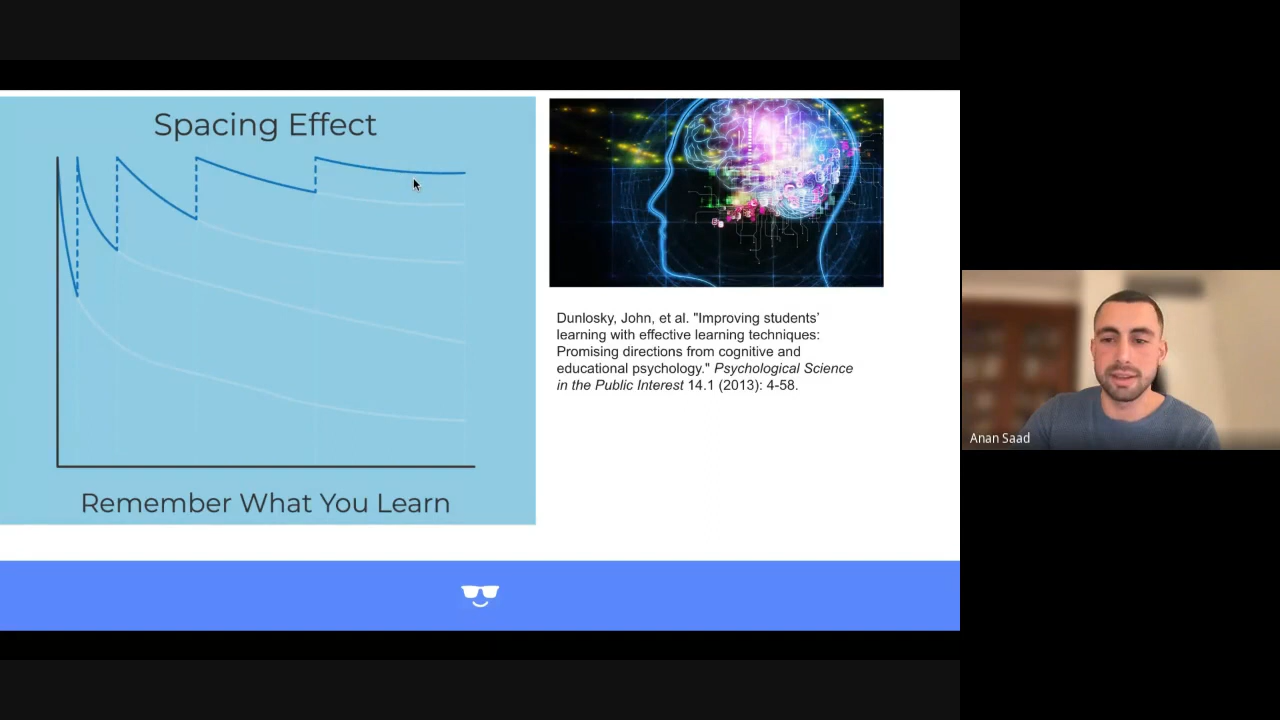 Spacing Effect
Remember What You Learn
Dunlosky, John, et al. "Improving students’
learning with effective learning techniques:
Promising directions from cognitive and
educational psychology." Psychological Science
in the Public Interest 14.1 (2013): 4-58.
Anan Saad